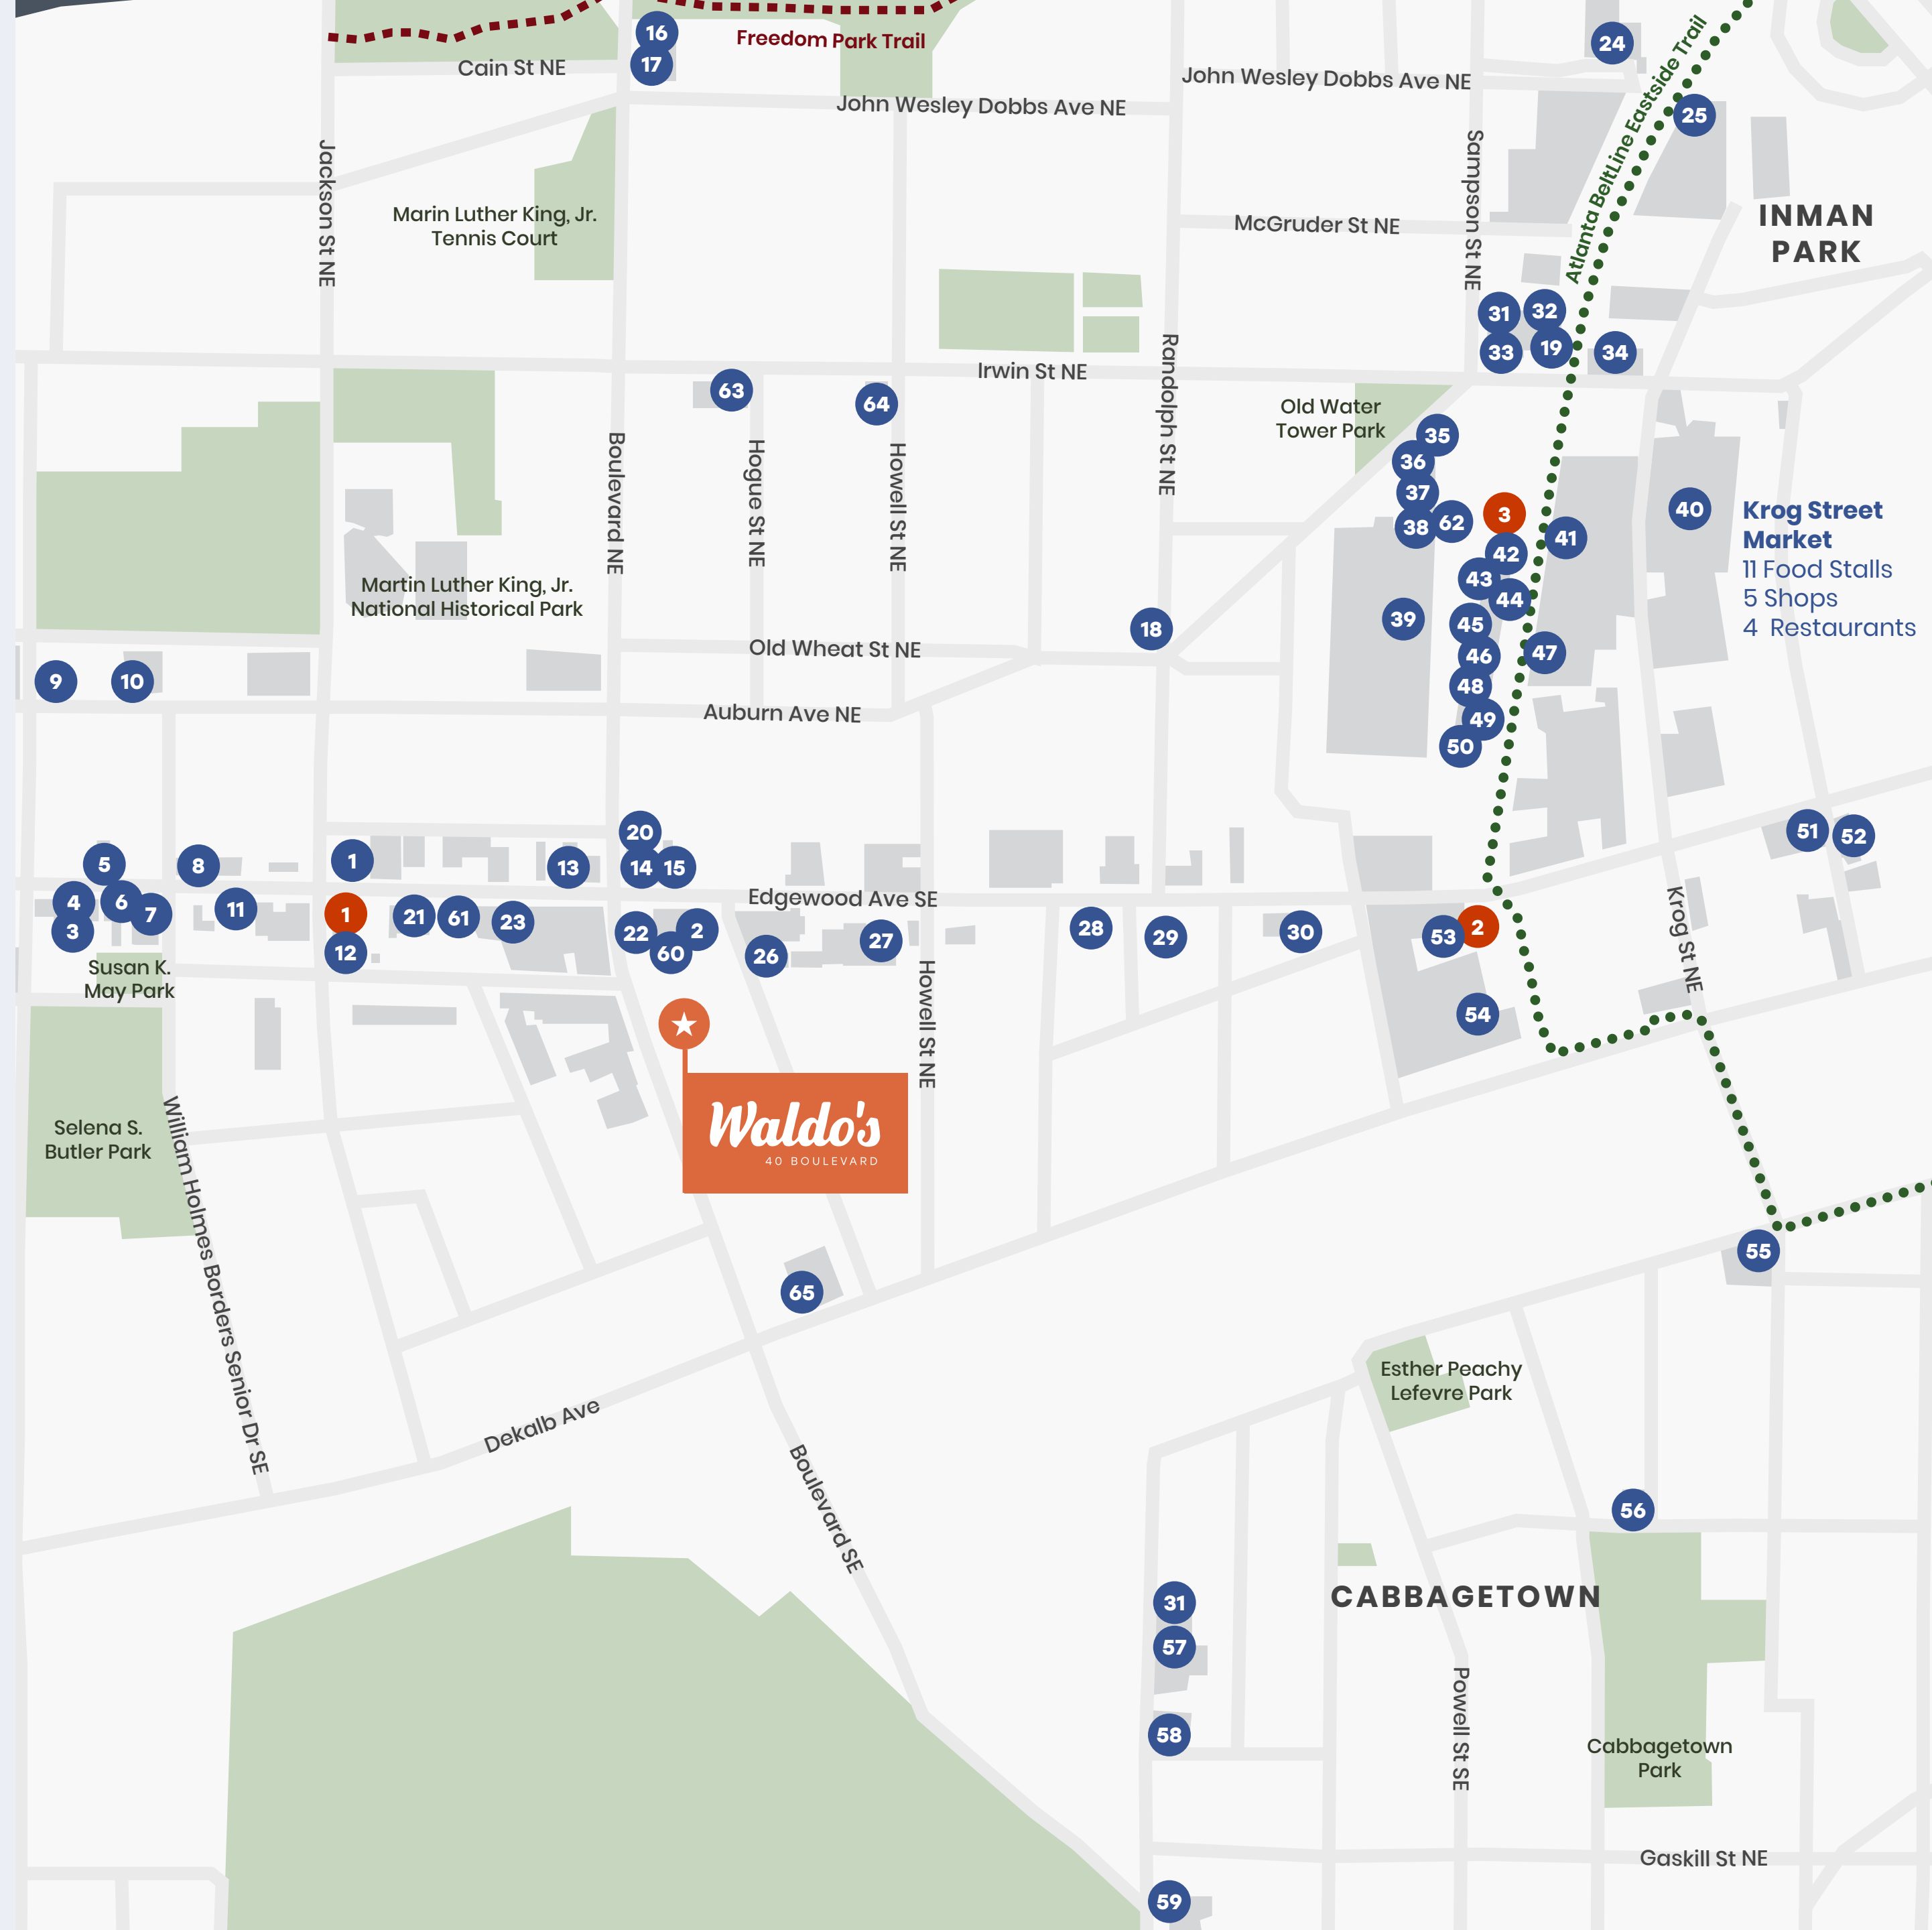 16
17
Freedom Park Trail
Cain St NE
John Wesley Dobbs Ave NE
John Wesley Dobbs Ave NE
24
25
Atlanta BeltLine Eastside Trail
Jackson St NE
Sampson St NE
Marin Luther King, Jr.
Tennis Court
McGruder St NE
INMAN
PARK
31
32
33
19
34
Irwin St NE
Randolph St NE
63
64
Old Water
Tower Park
35
36
37
38
62
3
42
41
40
Krog Street
Market
11 Food Stalls
5 Shops
4 Restaurants
43
44
39
45
46
47
48
49
50
Boulevard NE
Hogue St NE
Howell St NE
Martin Luther King, Jr.
National Historical Park
18
Old Wheat St NE
9
10
Auburn Ave NE
20
5
8
1
13
14
15
51
52
4
6
7
3
11
1
12
21
61
23
22
2
60
26
27
Edgewood Ave SE
28
29
30
53
2
54
Krog St NE
Susan K.
May Park
Howell St NE
Waldo's
40 BOULEVARD
Selena S.
Butler Park
William Holmes Borders Senior Dr SE
65
55
Dekalb Ave
Boulevard SE
Esther Peachy
Lefevre Park
56
CABBAGETOWN
31
57
58
Powell St SE
Cabbagetown
Park
Gaskill St NE
59